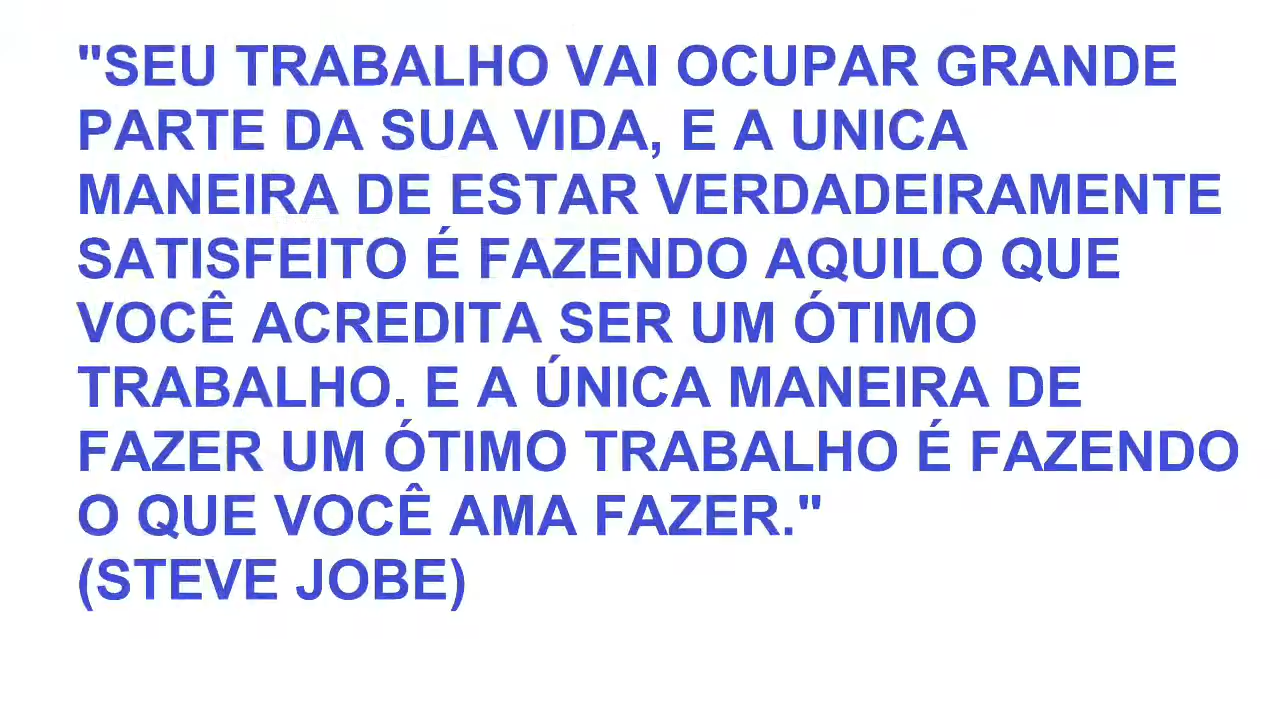 "SEU TRABALHO VAI OCUPAR GRANDE
PARTE DA SUA VIDA, E A UNICA
MANEIRA DE ESTAR VERDADEIRAMENTE
SATISFEITO É FAZENDO AQUILO QUE
VOCÊ ACREDITA SER UM ÓTIMO
TRABALHO. E A ÚNICA MANEIRA DE
FAZER UM ÓTIMO TRABALHO É FAZENDO
O QUE VOCÊ AMA FAZER."
(STEVE JOBE)